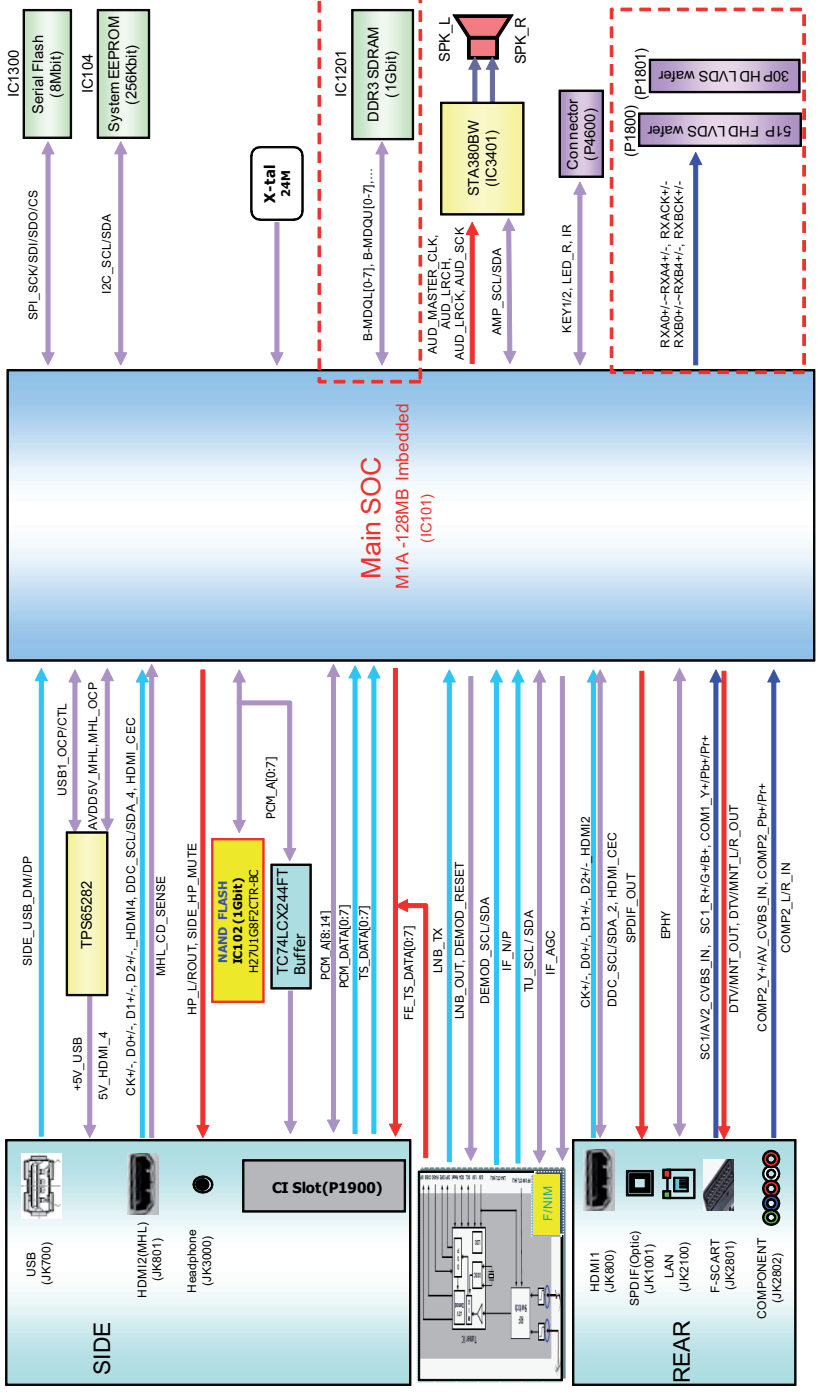 SIDE
USB
(JK700)
HDMI2(MHL)
(JK801)
Headphone
(JK3000)
CI Slot(P1900)
F/NIM
Switch
REAR
HDMI1
(JK800)
SPDIF(Optic)
(JK1001)
LAN
(JK2100)
F-SCART
(JK2801)
COMPONENT
(JK2802)
SIDE_USB_DM/DP
+5V_USB
5V_HDMI_4
TPS65282
USB1_OCP/CTL
AVDD5V_MHL,MHL_OCP
CK+/-, D0+/-, D1+/-, D2+/-_HDMI4, DDC_SCL/SDA_4, HDMI_CEC
MHL_CD_SENSE
HP_L/ROUT, SIDE_HP_MUTE
NAND FLASH
IC102 (1Gbit)
H27U1G8F2CTR-BC
TC74LCX244FT
Buffer
PCM_A[0:7]
PCM_A[8:14]
PCM_DATA[0:7]
TS_DATA[0:7]
FE_TS_DATA[0:7]
LNB_TX
LNB_OUT, DEMOD_RESET
DEMOD_SCL/SDA
IF_N/P
TU_SCL / SDA
IF_AGC
CK+/-, D0+/-, D1+/-, D2+/-_HDMI2
DDC_SCL/SDA_2, HDMI_CEC
SPDIF_OUT
EPHY
SC1/AV2_CVBS_IN, SC1_R+/G+/B+, COM1_Y+/Pb+/Pr+
DTV/MNT_OUT, DTV/MNT_L/R_OUT
COMP2_Y+/AV_CVBS_IN, COMP2_Pb+/Pr+
COMP2_L/R_IN
Main SOC
M1A -128MB Imbedded
(IC101)
SPI_SCK/SDI/SDO/CS
IC1300
Serial Flash
(8Mbit)
I2C_SCL/SDA
IC104
System EEPROM
(256Kbit)
X-tal
24M
B-MDQL[0-7], B-MDQU[0-7],....
IC1201
DDR3 SDRAM
(1Gbit)
AUD_MASTER_CLK,
AUD_LRCH,
AUD_LRCK, AUD_SCK
AMP_SCL/SDA
STA380BW
(IC3401)
SPK_L
SPK_R
KEY1/2, LED_R, IR
Connector
(P4600)
RXA0+/-~RXA4+/-, RXACK+/-
RXB0+/-~RXB4+/-, RXBCK+/-
(P1800)
51P FHD LVDS wafer
(P1801)
30P HD LVDS wafer